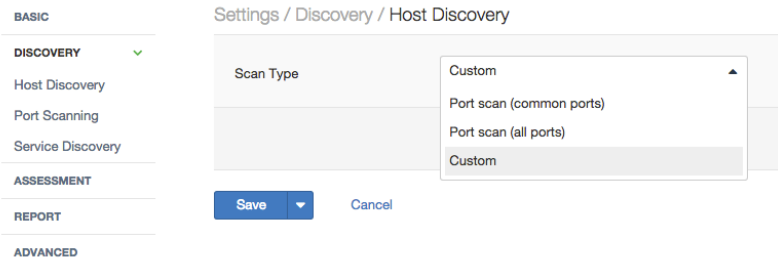 BASIC
DISCOVERY
Host Discovery
Port Scanning
Service Discovery
ASSESSMENT
REPORT
ADVANCED
Settings / Discovery / Host Discovery
Scan Type
Custom
Port scan (common ports)
Port scan (all ports)
Custom
Save
Cancel